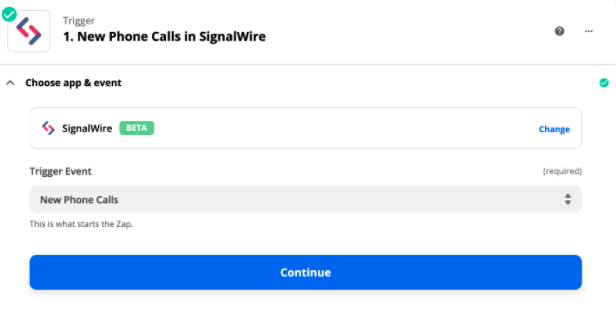 Trigger
1. New Phone Calls in SignalWire
Choose app & event
SignalWire BETA Change
Trigger Event (required)
New Phone Calls
This is what starts the Zap.
Continue